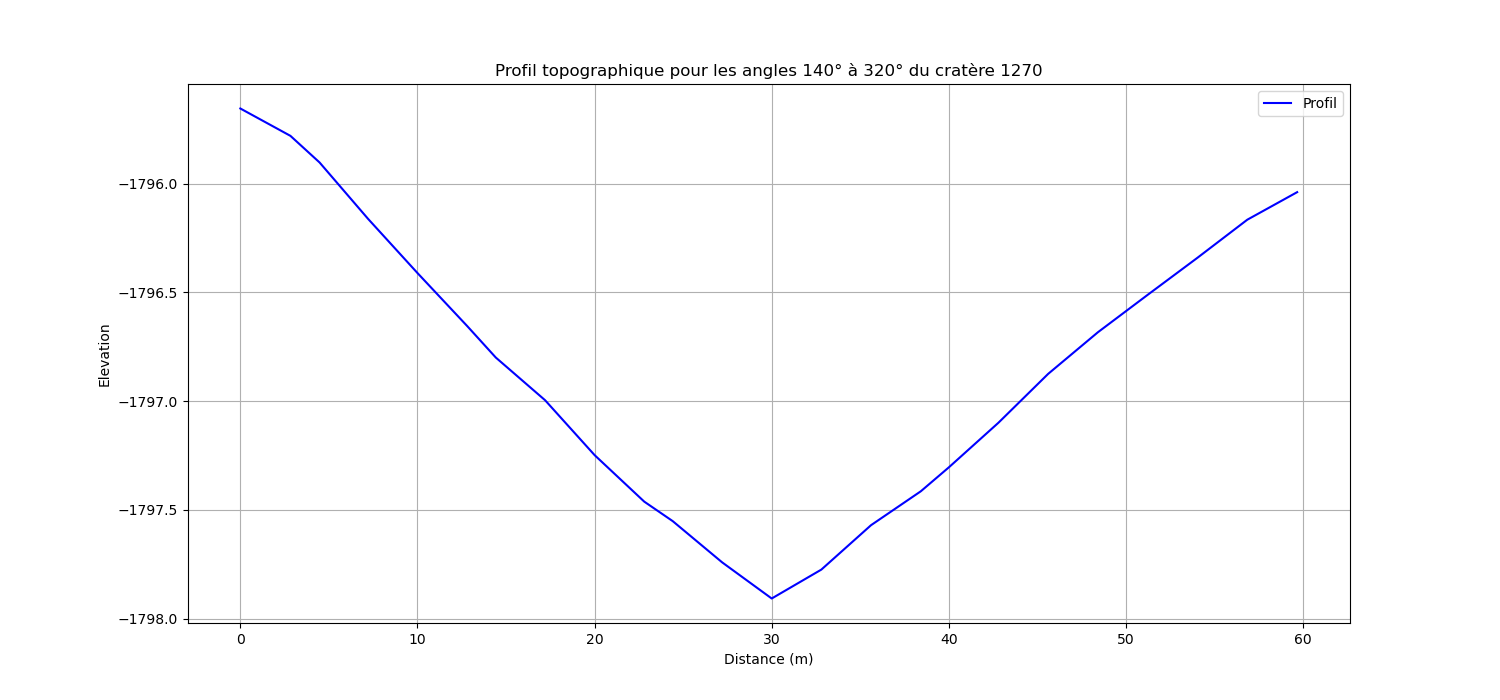 Profil topographique pour les angles 140° à 320° du cratère 1270
Profil
−1796.0
−1796.5
−1797.0
−1797.5
−1798.0
Elevation
0 10 20 30 40 50 60
Distance (m)